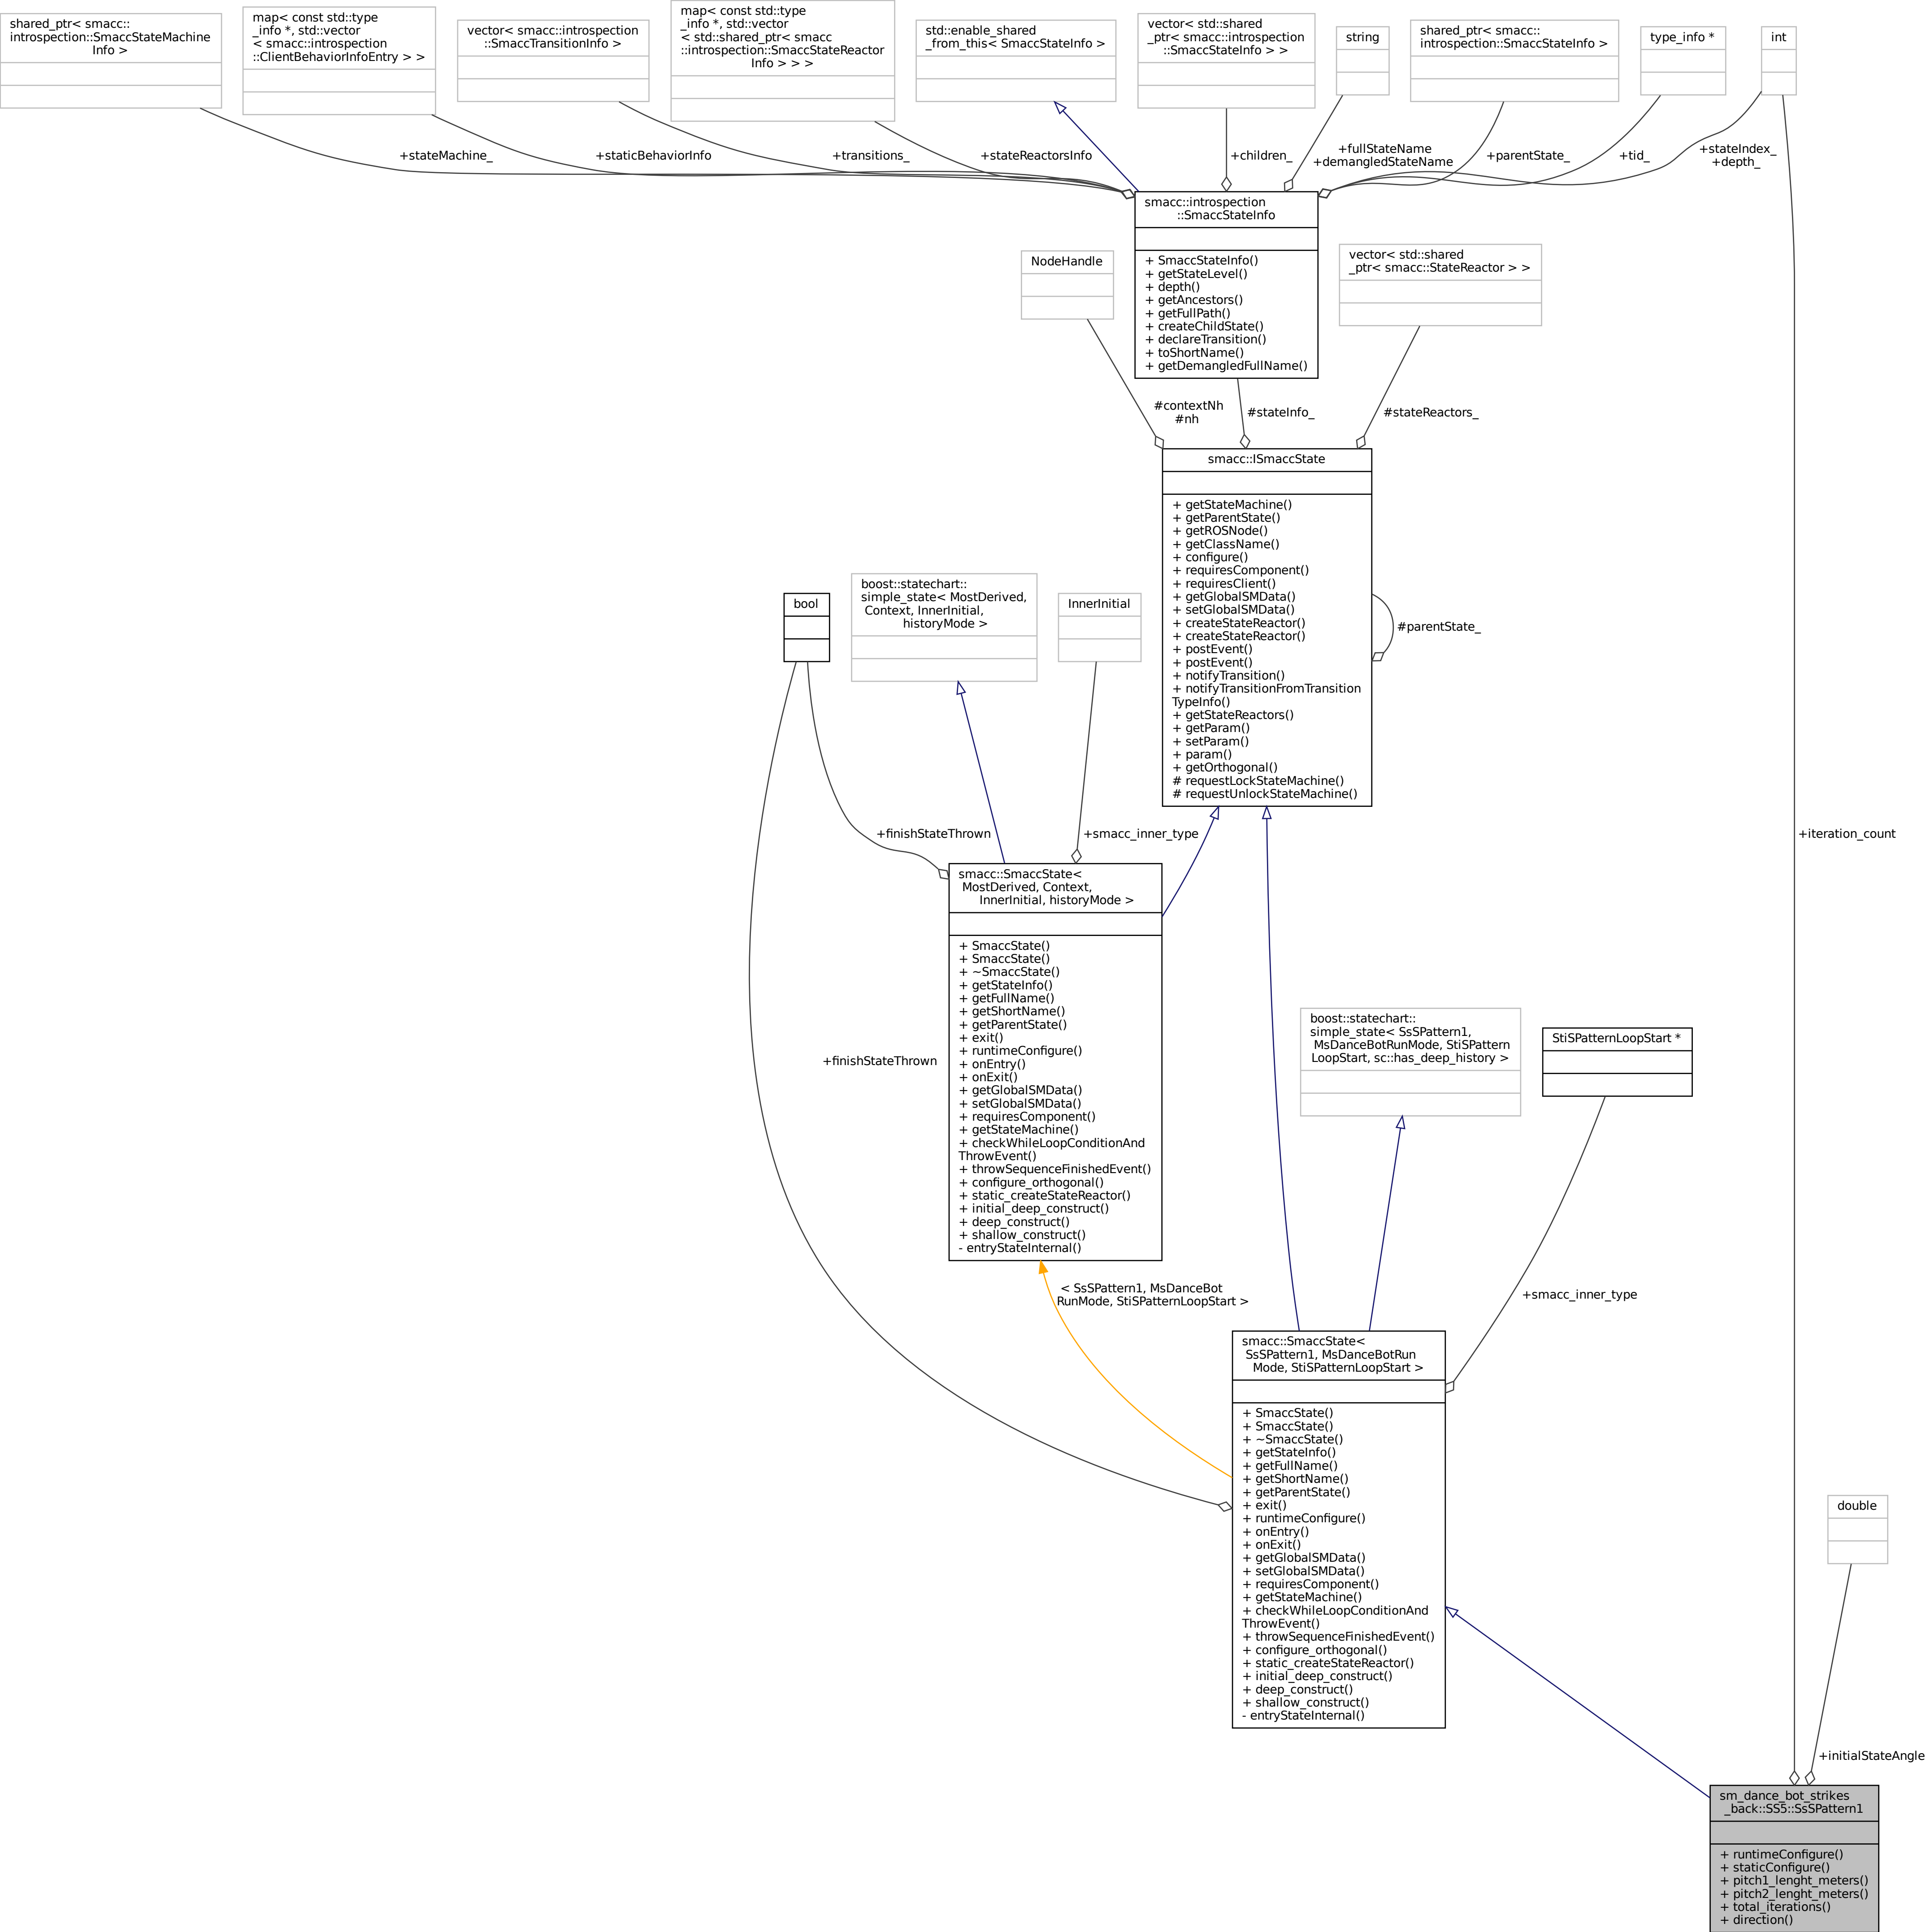 shared_ptr< smacc::
introspection::SmaccStateMachine
Info >
map< const std::type
_info *, std::vector
< smacc::introspection
::ClientBehaviorInfoEntry > >
vector< smacc::introspection
::SmaccTransitionInfo >
map< const std::type
_info *, std::vector
< std::shared_ptr< smacc
::introspection::SmaccStateReactor
Info > > >
std::enable_shared
_from_this< SmaccStateInfo >
vector< std::shared
_ptr< smacc::introspection
::SmaccStateInfo > >
string
shared_ptr< smacc::
introspection::SmaccStateInfo >
type_info *
int
+stateMachine_
+staticBehaviorInfo
+transitions_
+stateReactorsInfo
+children_
+fullStateName
+demangledStateName
+parentState_
+tid_
+stateIndex_
+depth_
smacc::introspection
::SmaccStateInfo
+ SmaccStateInfo()
+ getStateLevel()
+ depth()
+ getAncestors()
+ getFullPath()
+ createChildState()
+ declareTransition()
+ toShortName()
+ getDemangledFullName()
NodeHandle
vector< std::shared
_ptr< smacc::StateReactor > >
#contextNh
#nh
#stateInfo_
#stateReactors_
smacc::ISmaccState
+ getStateMachine()
+ getParentState()
+ getROSNode()
+ getClassName()
+ configure()
+ requiresComponent()
+ requiresClient()
+ getGlobalSMData()
+ setGlobalSMData()
+ createStateReactor()
+ createStateReactor()
+ postEvent()
+ postEvent()
+ notifyTransition()
+ notifyTransitionFromTransition
TypeInfo()
+ getStateReactors()
+ getParam()
+ setParam()
+ param()
+ getOrthogonal()
# requestLockStateMachine()
# requestUnlockStateMachine()
#parentState_
bool
boost::statechart::
simple_state< MostDerived,
Context, InnerInitial,
historyMode >
InnerInitial
+finishStateThrown
+smacc_inner_type
+iteration_count
smacc::SmaccState<
MostDerived, Context,
InnerInitial, historyMode >
+ SmaccState()
+ SmaccState()
+ ~SmaccState()
+ getStateInfo()
+ getFullName()
+ getShortName()
+ getParentState()
+ exit()
+ runtimeConfigure()
+ onEntry()
+ onExit()
+ getGlobalSMData()
+ setGlobalSMData()
+ requiresComponent()
+ getStateMachine()
+ checkWhileLoopConditionAnd
ThrowEvent()
+ throwSequenceFinishedEvent()
+ configure_orthogonal()
+ static_createStateReactor()
+ initial_deep_construct()
+ deep_construct()
+ shallow_construct()
- entryStateInternal()
+finishStateThrown
boost::statechart::
simple_state< SsSPattern1,
MsDanceBotRunMode, StiSPattern
LoopStart, sc::has_deep_history >
StiSPatternLoopStart *
< SsSPattern1, MsDanceBot
RunMode, StiSPatternLoopStart >
+smacc_inner_type
smacc::SmaccState<
SsSPattern1, MsDanceBotRun
Mode, StiSPatternLoopStart >
+ SmaccState()
+ SmaccState()
+ ~SmaccState()
+ getStateInfo()
+ getFullName()
+ getShortName()
+ getParentState()
+ exit()
+ runtimeConfigure()
+ onEntry()
+ onExit()
+ getGlobalSMData()
+ setGlobalSMData()
+ requiresComponent()
+ getStateMachine()
+ checkWhileLoopConditionAnd
ThrowEvent()
+ throwSequenceFinishedEvent()
+ configure_orthogonal()
+ static_createStateReactor()
+ initial_deep_construct()
+ deep_construct()
+ shallow_construct()
- entryStateInternal()
double
+initialStateAngle
sm_dance_bot_strikes
_back::SS5::SsSPattern1
+ runtimeConfigure()
+ staticConfigure()
+ pitch1_lenght_meters()
+ pitch2_lenght_meters()
+ total_iterations()
+ direction()